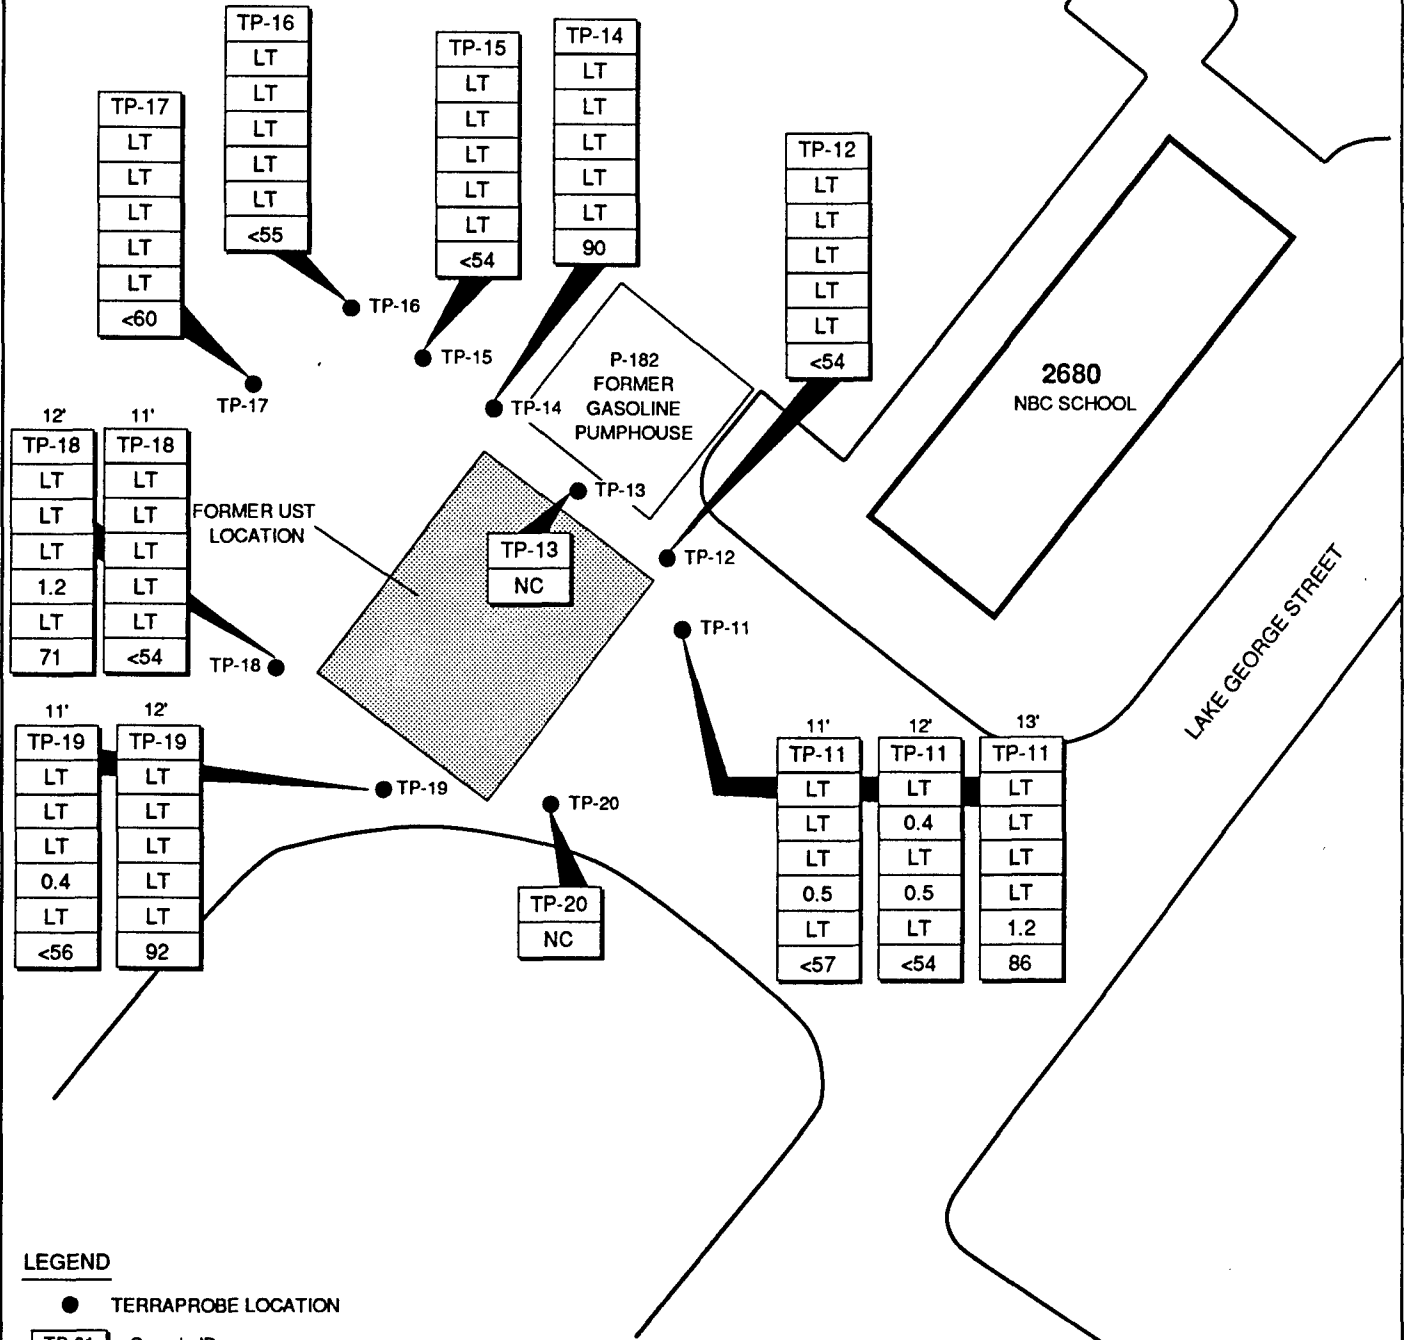 TP-16
LT
LT
LT
LT
LT
<55
TP-15
LT
LT
LT
LT
LT
<54
TP-14
LT
LT
LT
LT
LT
90
TP-17
LT
LT
LT
LT
LT
<60
TP-12
LT
LT
LT
LT
LT
<54
TP-16
TP-15
TP-17
TP-14
P-182
FORMER
GASOLINE
PUMPHOUSE
2680
NBC SCHOOL
12'
TP-18
LT
LT
LT
1.2
LT
71
11'
TP-18
LT
LT
LT
LT
LT
<54
FORMER UST
LOCATION
TP-13
TP-13
NC
TP-12
TP-11
TP-18
LAKE GEORGE STREET
11'
TP-19
LT
LT
LT
0.4
LT
<56
12'
TP-19
LT
LT
LT
LT
LT
92
TP-19
TP-20
TP-20
NC
11'
TP-11
LT
LT
LT
0.5
LT
<57
12'
TP-11
LT
0.4
LT
0.5
LT
<54
13'
TP-11
LT
LT
LT
LT
1.2
86
LEGEND
TERRAPROBE LOCATION